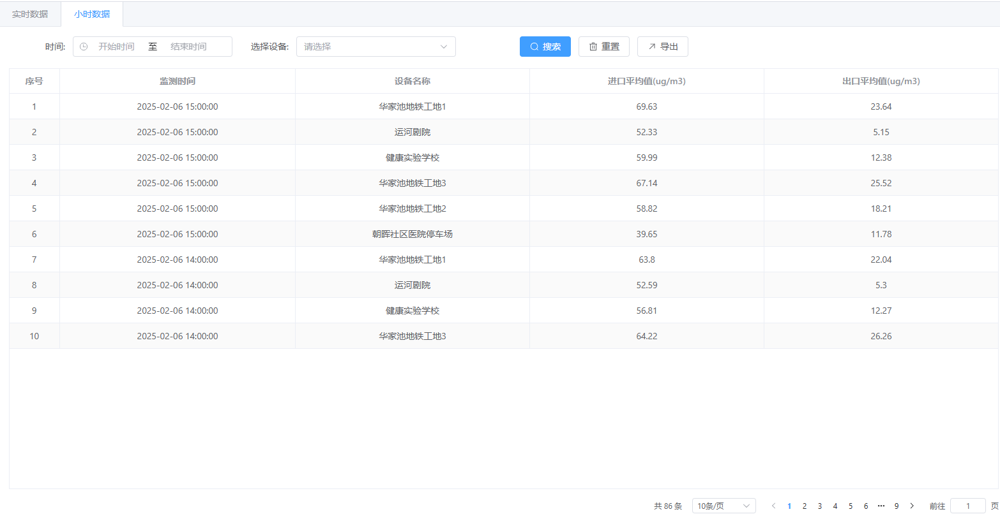 实时数据 小时数据
时间: 开始时间 至 结束时间 选择设备: 请选择 搜索 重置 导出
序号 监测时间 设备名称 进口平均值(ug/m3) 出口平均值(ug/m3)
1 2025-02-06 15:00:00 华家池地铁工地1 69.63 23.64
2 2025-02-06 15:00:00 运河剧院 52.33 5.15
3 2025-02-06 15:00:00 健康实验学校 59.99 12.38
4 2025-02-06 15:00:00 华家池地铁工地3 67.14 25.52
5 2025-02-06 15:00:00 华家池地铁工地2 58.82 18.21
6 2025-02-06 15:00:00 朝晖社区医院停车场 39.65 11.78
7 2025-02-06 14:00:00 华家池地铁工地1 63.8 22.04
8 2025-02-06 14:00:00 运河剧院 52.59 5.3
9 2025-02-06 14:00:00 健康实验学校 56.81 12.27
10 2025-02-06 14:00:00 华家池地铁工地3 64.22 26.26
共 86 条 10条/页 1 2 3 4 5 6 ••• 9 前往 1 页